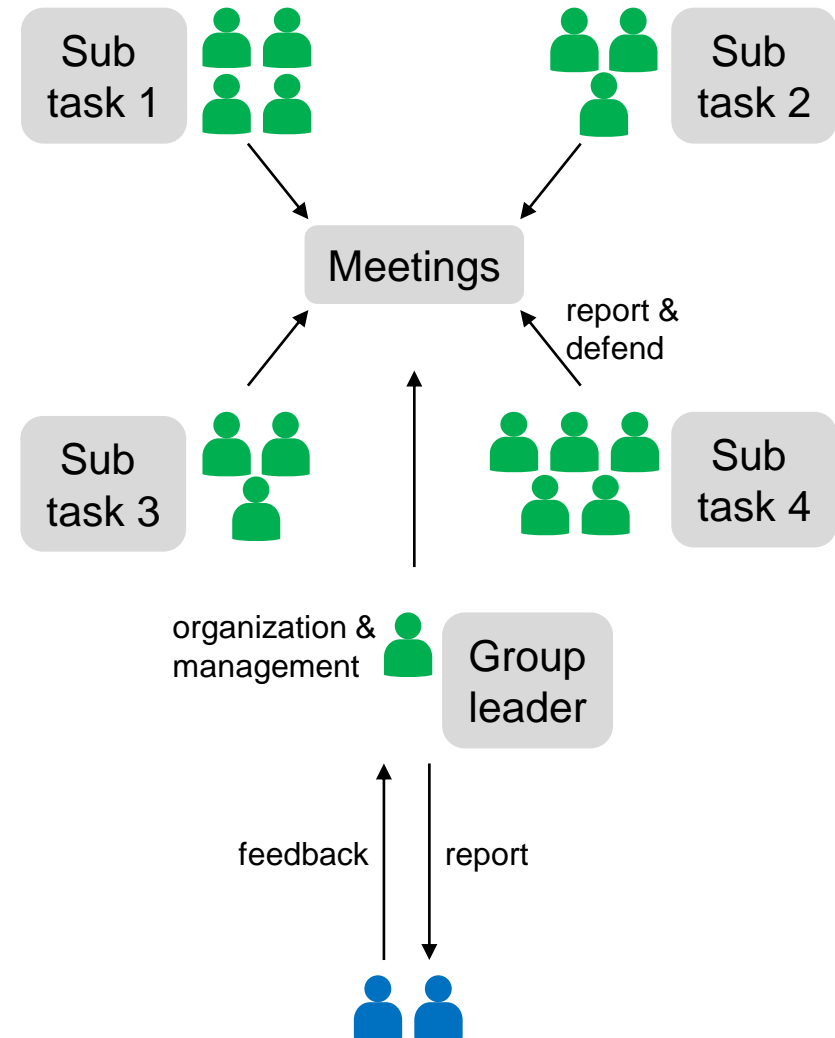 Sub
task 1
Sub
task 2
Meetings
report &
defend
Sub
task 3
Sub
task 4
organization &
management
Group
leader
feedback
report